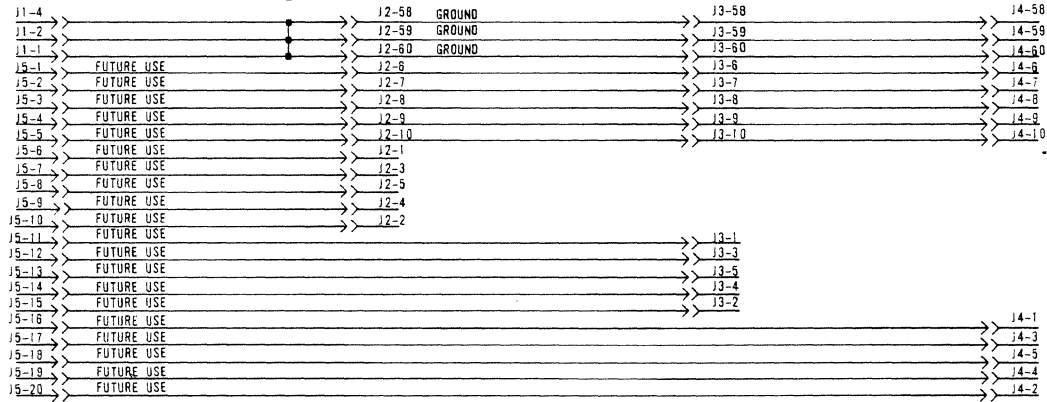 J1-4 J2-58 GROUND J3-58 J4-58
J1-2 J2-59 GROUND J3-59 J4-59
J1-1 J2-60 GROUND J3-60 J4-60
J5-1 FUTURE USE J2-6 J3-6 J4-6
J5-2 FUTURE USE J2-7 J3-7 J4-7
J5-3 FUTURE USE J2-8 J3-8 J4-8
J5-4 FUTURE USE J2-9 J3-9 J4-9
J5-5 FUTURE USE J2-10 J3-10 J4-10
J5-6 FUTURE USE J2-1
J5-7 FUTURE USE J2-3
J5-8 FUTURE USE J2-5
J5-9 FUTURE USE J2-4
J5-10 FUTURE USE J2-2
J5-11 FUTURE USE J3-1
J5-12 FUTURE USE J3-3
J5-13 FUTURE USE J3-5
J5-14 FUTURE USE J3-4
J5-15 FUTURE USE J3-2
J5-16 FUTURE USE J4-1
J5-17 FUTURE USE J4-3
J5-18 FUTURE USE J4-5
J5-19 FUTURE USE J4-4
J5-20 FUTURE USE J4-2